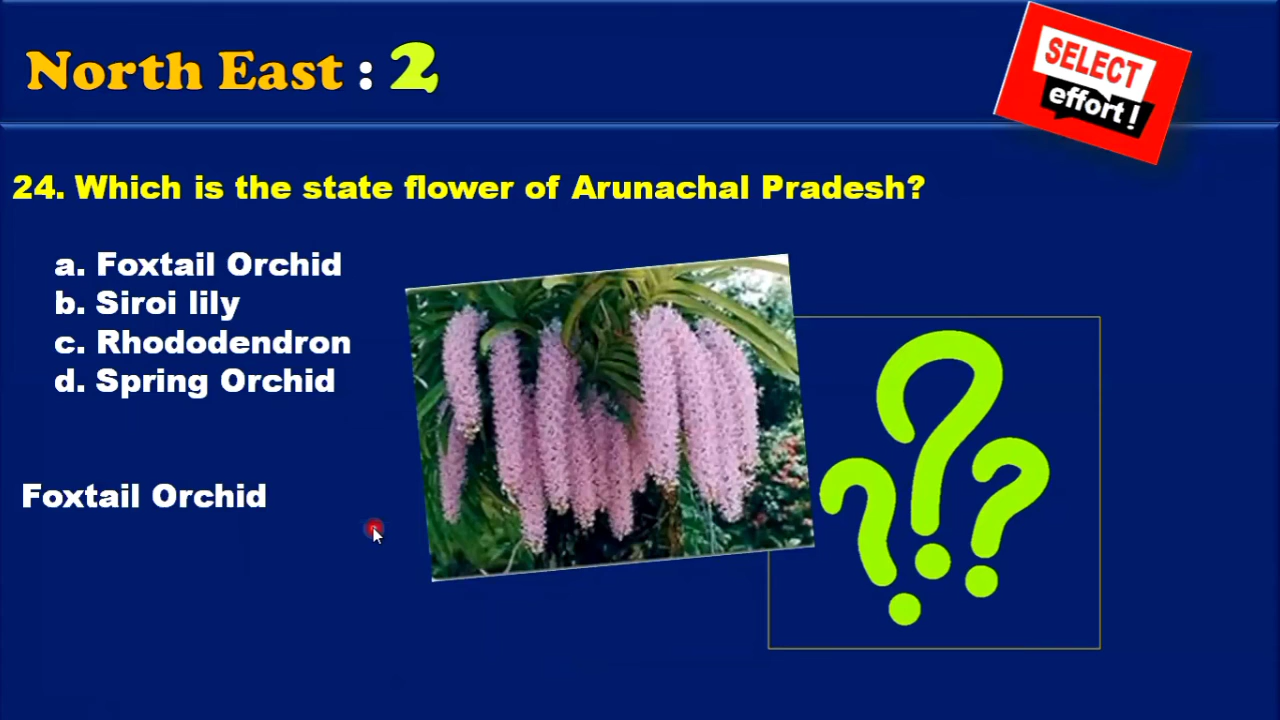 North East : 2
SELECT
effort!
24. Which is the state flower of Arunachal Pradesh?
a. Foxtail Orchid
b. Siroi lily
c. Rhododendron
d. Spring Orchid
Foxtail Orchid
???